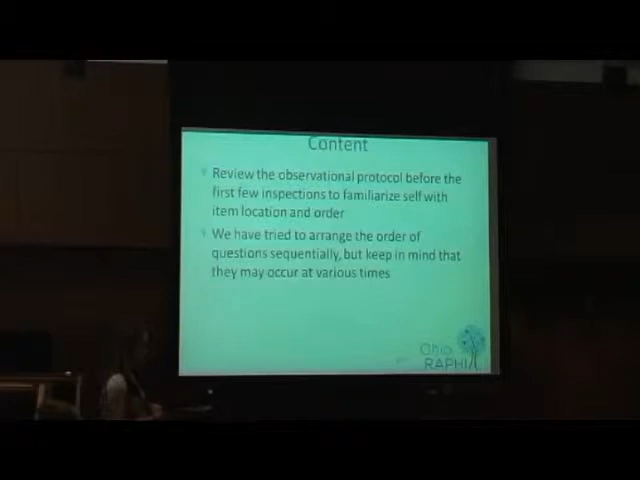 Content
Review the observational protocol before the
first few inspections to familiarize self with
item location and order
We have tried to arrange the order of
questions sequentially, but keep in mind that
they may occur at various times
Ohio
RAPHI